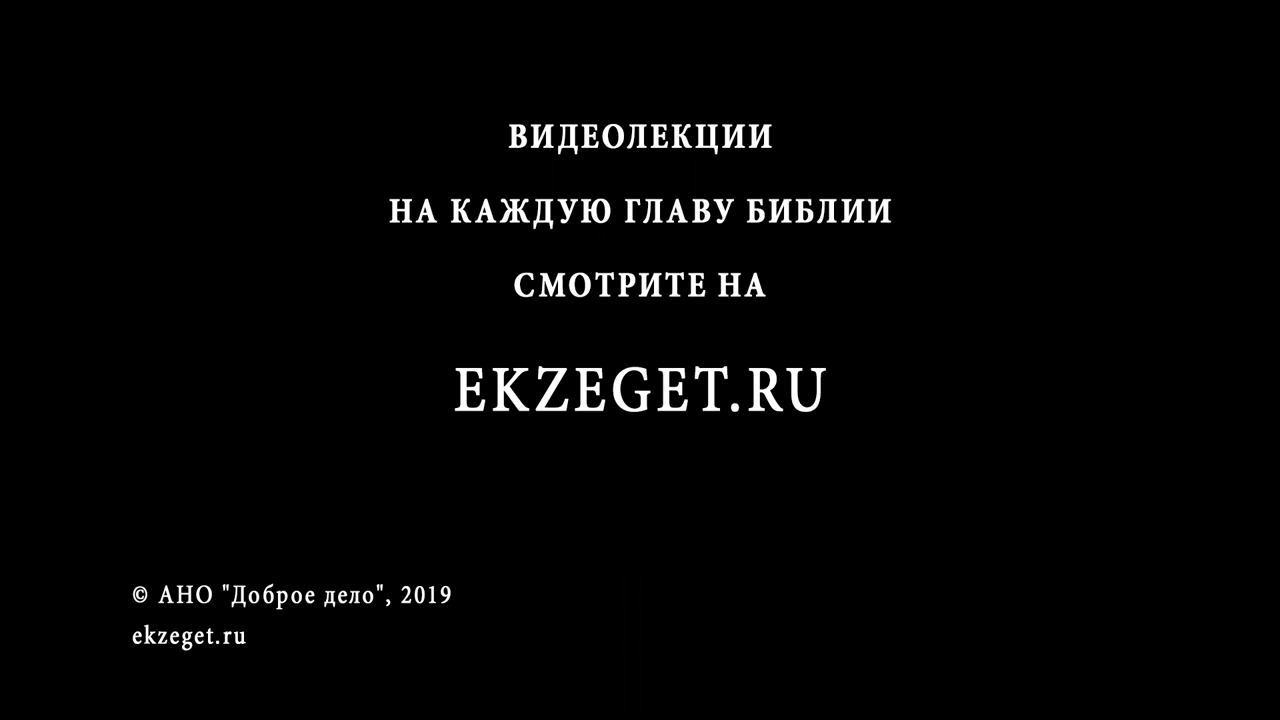 ВИДЕОЛЕКЦИИ
НА КАЖДУЮ ГЛАВУ БИБЛИИ
СМОТРИТЕ НА
EKZEGET.RU
© АНО "Доброе дело", 2019
ekzeget.ru